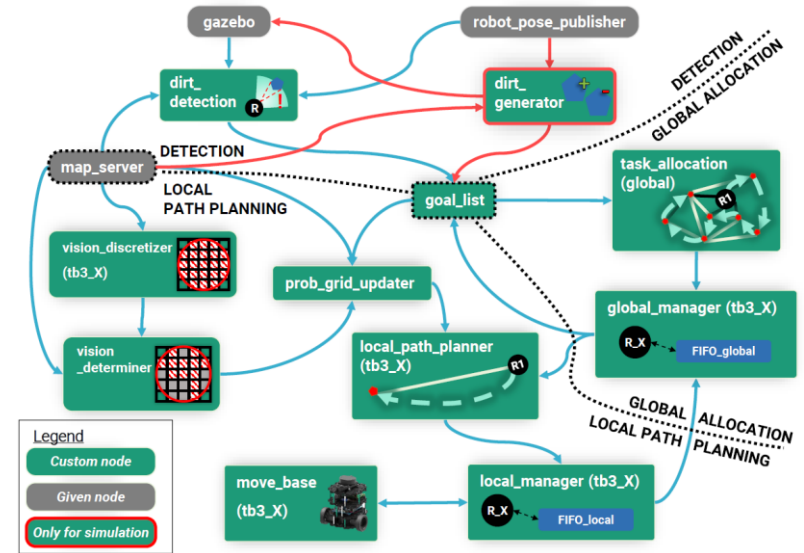 gazebo
robot_pose_publisher
dirt_
detection
R
!
dirt_
generator
+
-
DETECTION
GLOBAL ALLOCATION
map_server
DETECTION
LOCAL
PATH PLANNING
goal_list
task_allocation
(global)
R1
vision_discretizer
(tb3_X)
prob_grid_updater
global_manager (tb3_X)
R_X
FIFO_global
vision
_determiner
local_path_planner
(tb3_X)
R1
GLOBAL ALLOCATION
LOCAL PATH PLANNING
Legend
Custom node
Given node
Only for simulation
move_base
(tb3_X)
local_manager (tb3_X)
R_X
FIFO_local